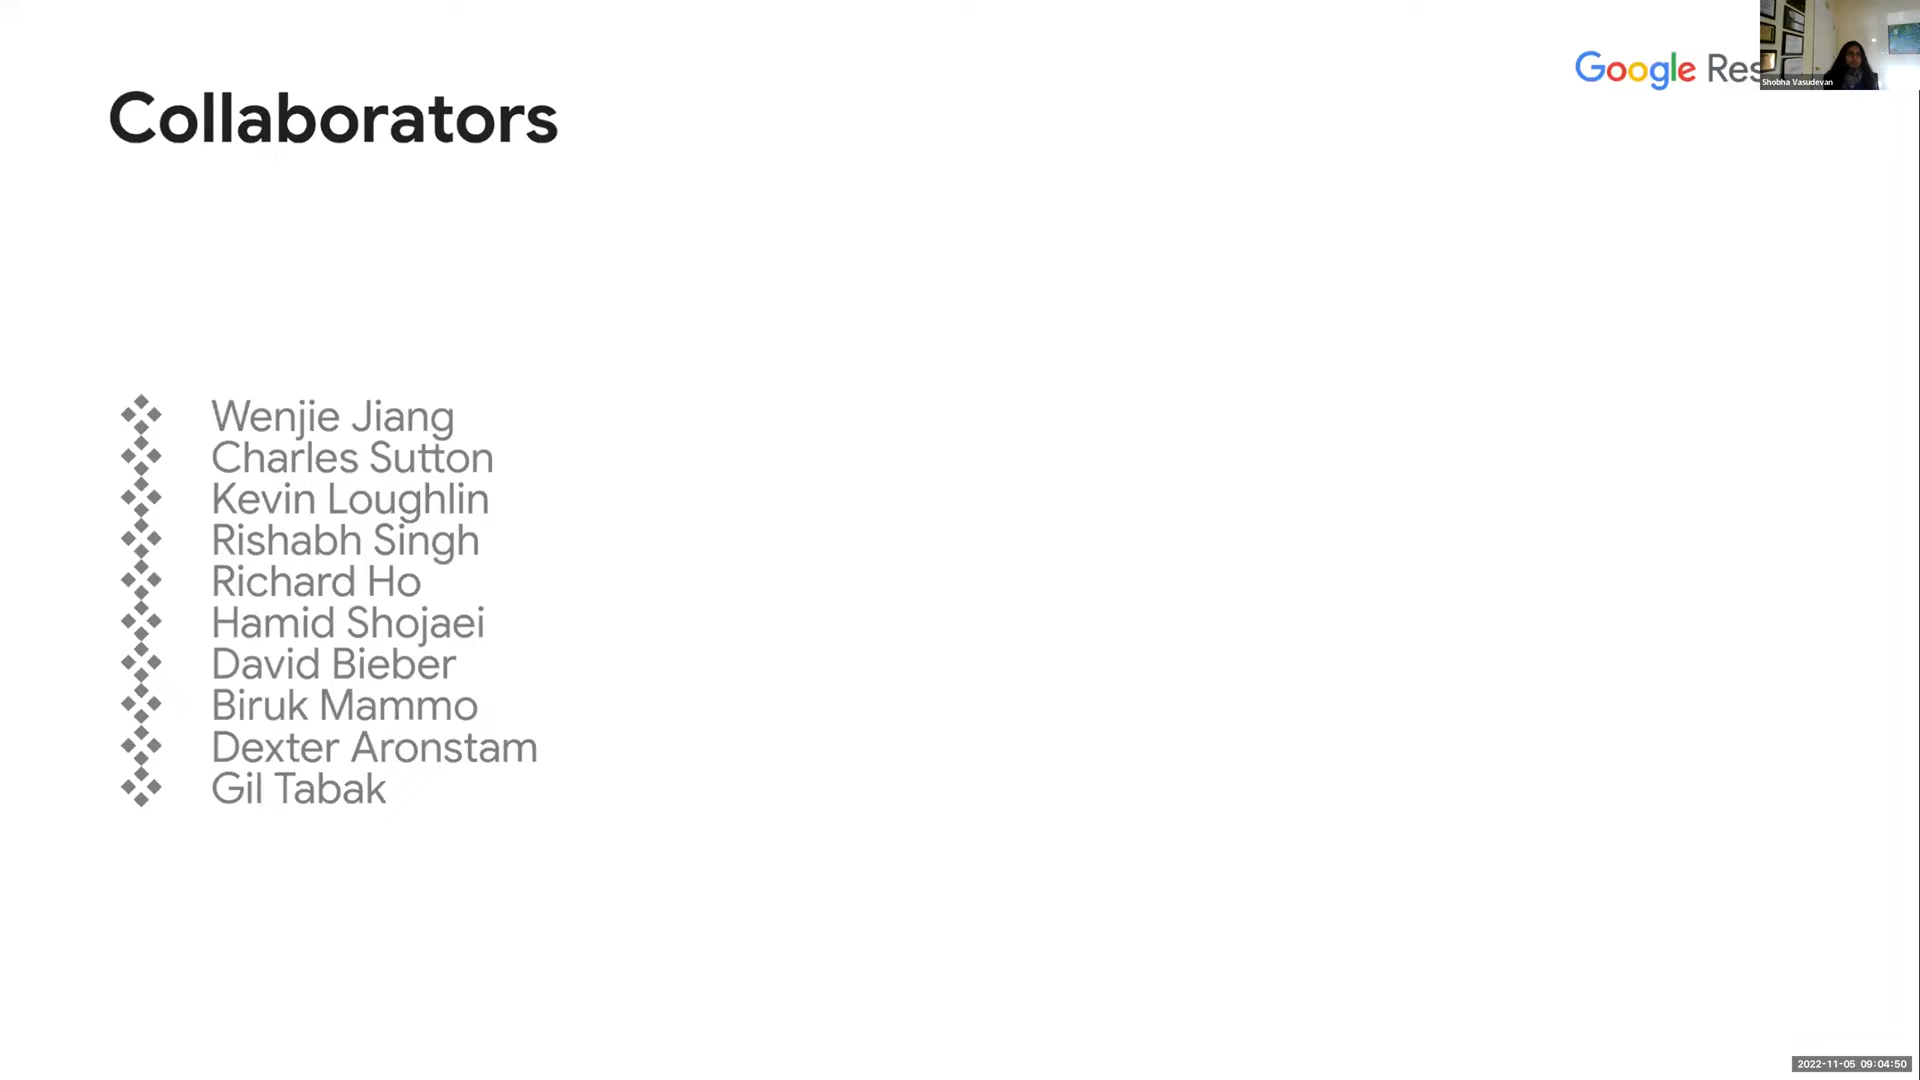 Google Res
Shobha Vasudevan
Collaborators
Wenjie Jiang
Charles Sutton
Kevin Loughlin
Rishabh Singh
Richard Ho
Hamid Shojaei
David Bieber
Biruk Mammo
Dexter Aronstam
Gil Tabak
2022-11-05 09:04:50